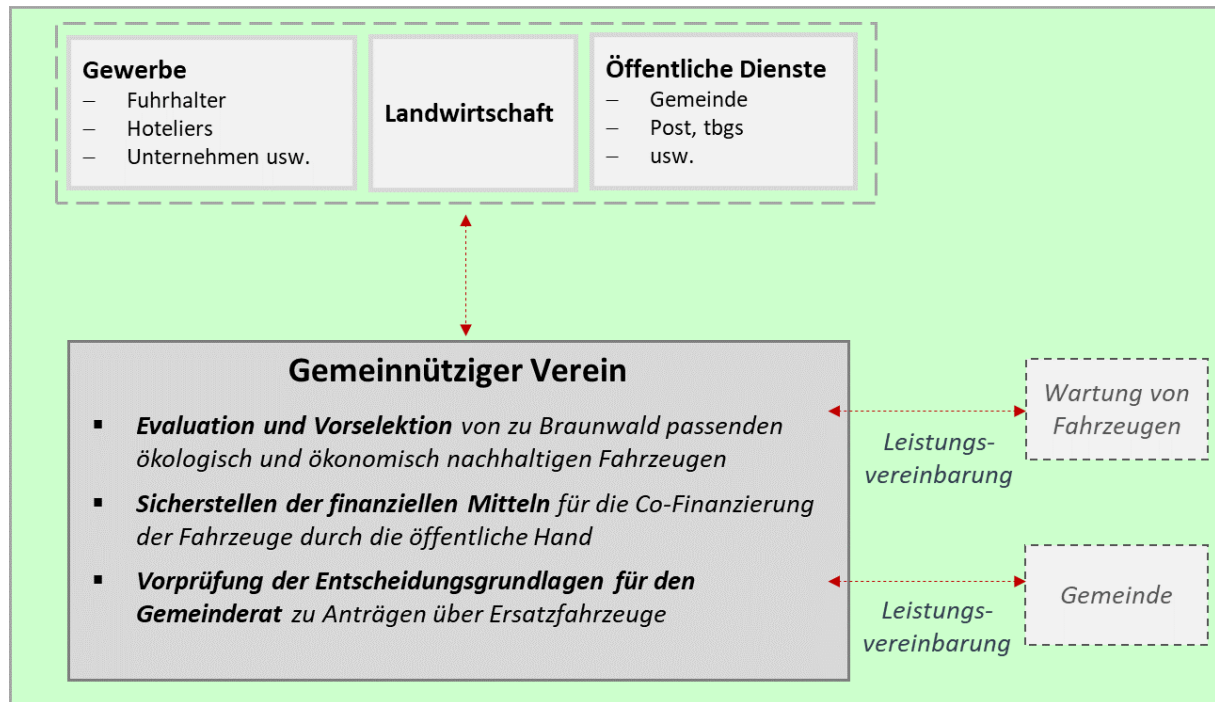 Gewerbe
– Fuhrhalter
– Hoteliers
– Unternehmen usw.
Landwirtschaft
Öffentliche Dienste
– Gemeinde
– Post, tbgs
– usw.
Gemeinnütziger Verein
▪ Evaluation und Vorselektion von zu Braunwald passenden
ökologisch und ökonomisch nachhaltigen Fahrzeugen
▪ Sicherstellen der finanziellen Mitteln für die Co-Finanzierung
der Fahrzeuge durch die öffentliche Hand
▪ Vorprüfung der Entscheidungsgrundlagen für den
Gemeinderat zu Anträgen über Ersatzfahrzeuge
Leistungs-
vereinbarung
Wartung von
Fahrzeugen
Leistungs-
vereinbarung
Gemeinde